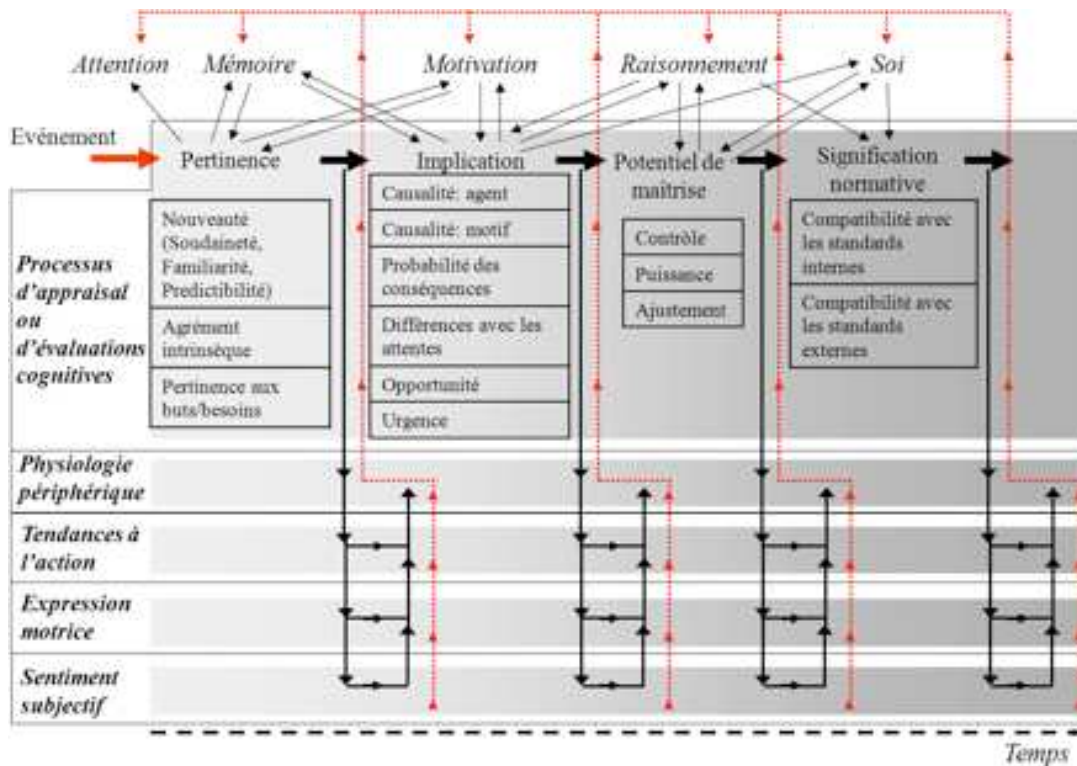 Attention
Mémoire
Motivation
Raisonnement
Soi
Evénement
Pertinence
Implication
Potentiel de
maîtrise
Signification
normative
Processus
d'appraisal
ou
d'évaluations
cognitives
Nouveauté
(Soudaineté,
Familiarité,
Predictibilité)
Agrément
intrinsèque
Pertinence aux
buts/besoins
Causalité: agent
Causalité: motif
Probabilité des
conséquences
Différences avec les
attentes
Opportunité
Urgence
Contrôle
Puissance
Ajustement
Compatibilité avec
les standards
internes
Compatibilité avec
les standards
externes
Physiologie
périphérique
Tendances à
l'action
Expression
motrice
Sentiment
subjectif
Temps